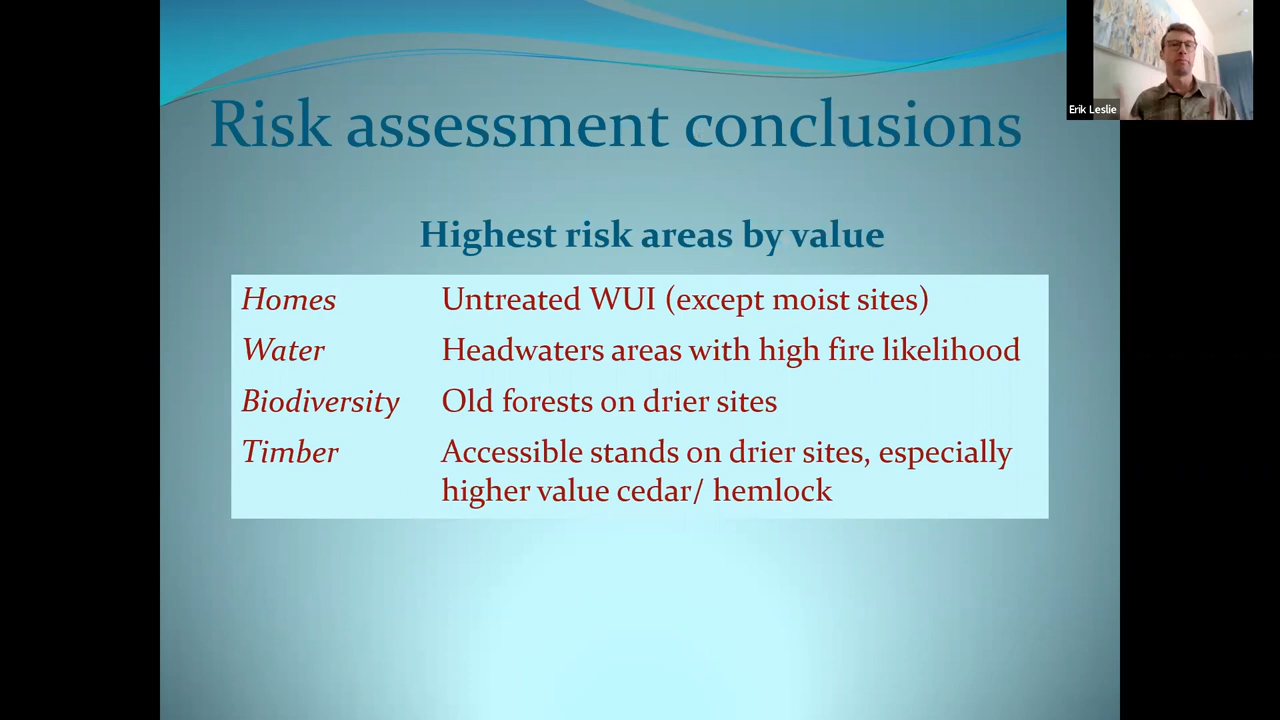 Erik Leslie
Risk assessment conclusions
Highest risk areas by value
Homes Untreated WUI (except moist sites)
Water Headwaters areas with high fire likelihood
Biodiversity Old forests on drier sites
Timber Accessible stands on drier sites, especially
higher value cedar/ hemlock